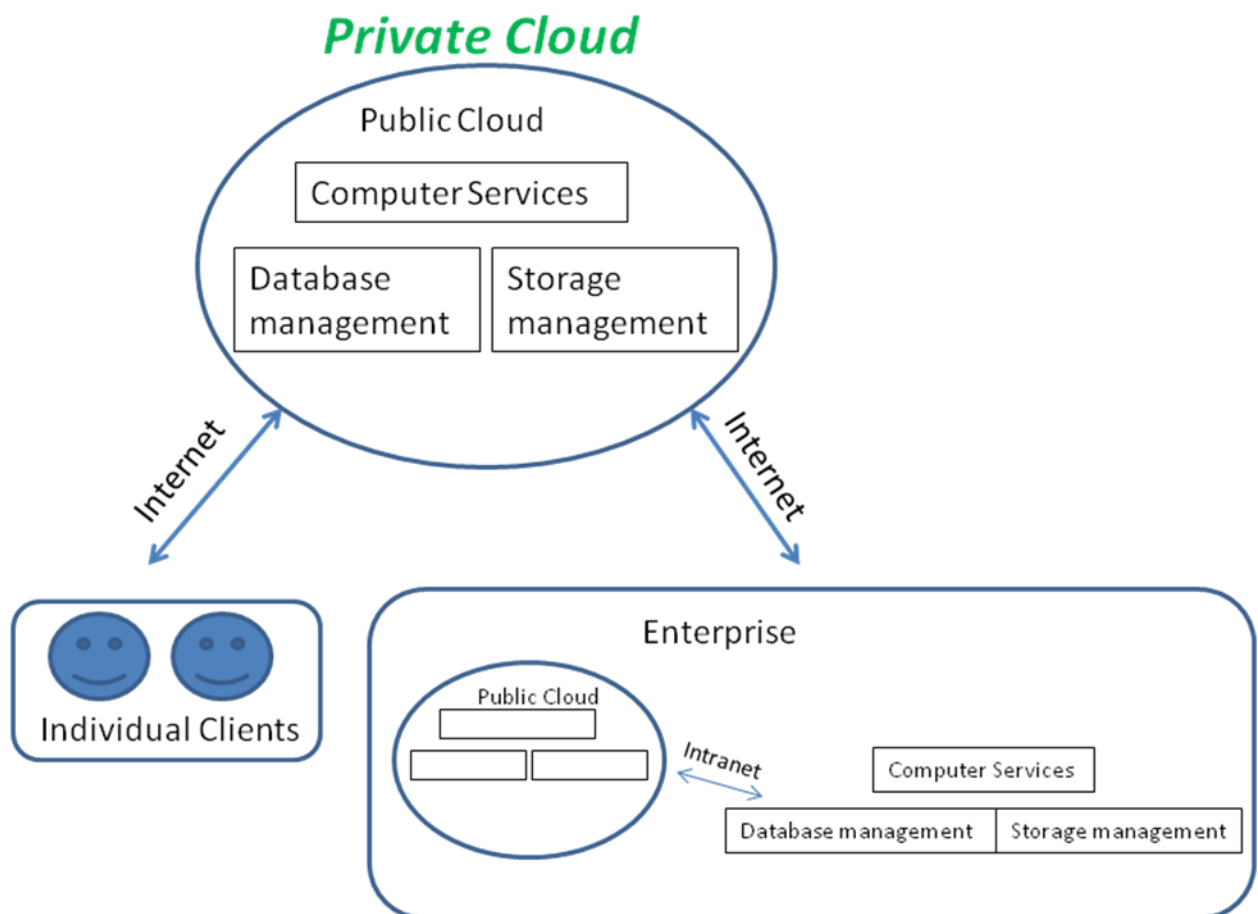 Private Cloud
Public Cloud
Computer Services
Database
management
Storage
management
Internet
Internet
Individual Clients
Enterprise
Public Cloud
Intranet
Computer Services
Database management
Storage management